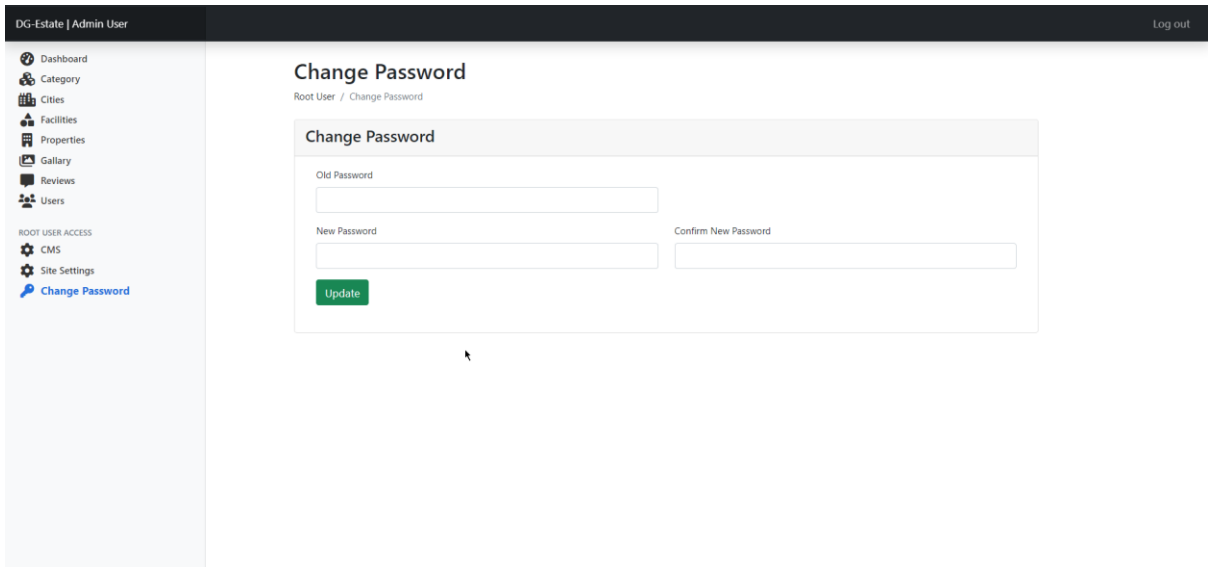 DG-Estate | Admin User
Log out
Dashboard
Category
Cities
Facilities
Properties
Gallary
Reviews
Users
ROOT USER ACCESS
CMS
Site Settings
Change Password
Change Password
Root User / Change Password
Change Password
Old Password
New Password
Confirm New Password
Update